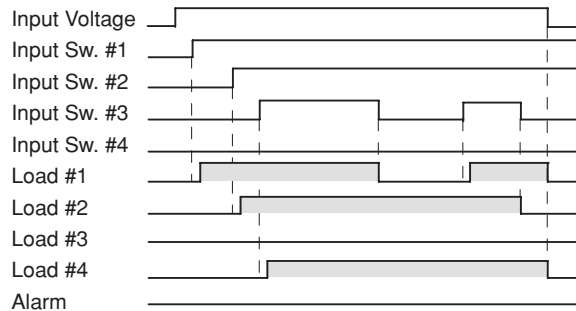 Input Voltage
Input Sw. #1
Input Sw. #2
Input Sw. #3
Input Sw. #4
Load #1
Load #2
Load #3
Load #4
Alarm